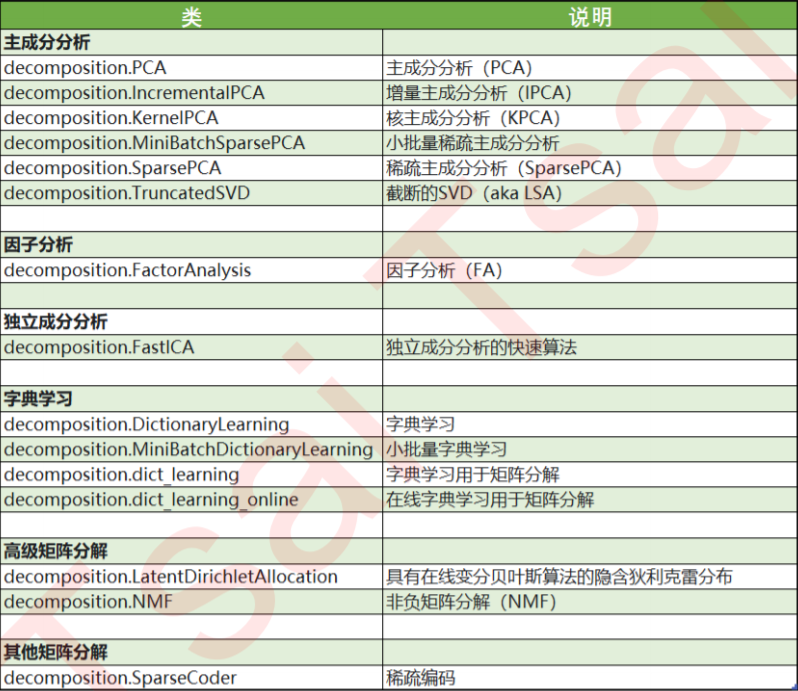 类 说明
主成分分析
decomposition.PCA 主成分分析（PCA）
decomposition.IncrementalPCA 增量主成分分析（IPCA）
decomposition.KernelPCA 核主成分分析（KPCA）
decomposition.MiniBatchSparsePCA 小批量稀疏主成分分析
decomposition.SparsePCA 稀疏主成分分析（SparsePCA）
decomposition.TruncatedSVD 截断的SVD（aka LSA）
因子分析
decomposition.FactorAnalysis 因子分析（FA）
独立成分分析
decomposition.FastICA 独立成分分析的快速算法
字典学习
decomposition.DictionaryLearning 字典学习
decomposition.MiniBatchDictionaryLearning 小批量字典学习
decomposition.dict_learning 字典学习用于矩阵分解
decomposition.dict_learning_online 在线字典学习用于矩阵分解
高级矩阵分解
decomposition.LatentDirichletAllocation 具有在线变分贝叶斯算法的隐含狄利克雷分布
decomposition.NMF 非负矩阵分解（NMF）
其他矩阵分解
decomposition.SparseCoder 稀疏编码
Tsai Tsai